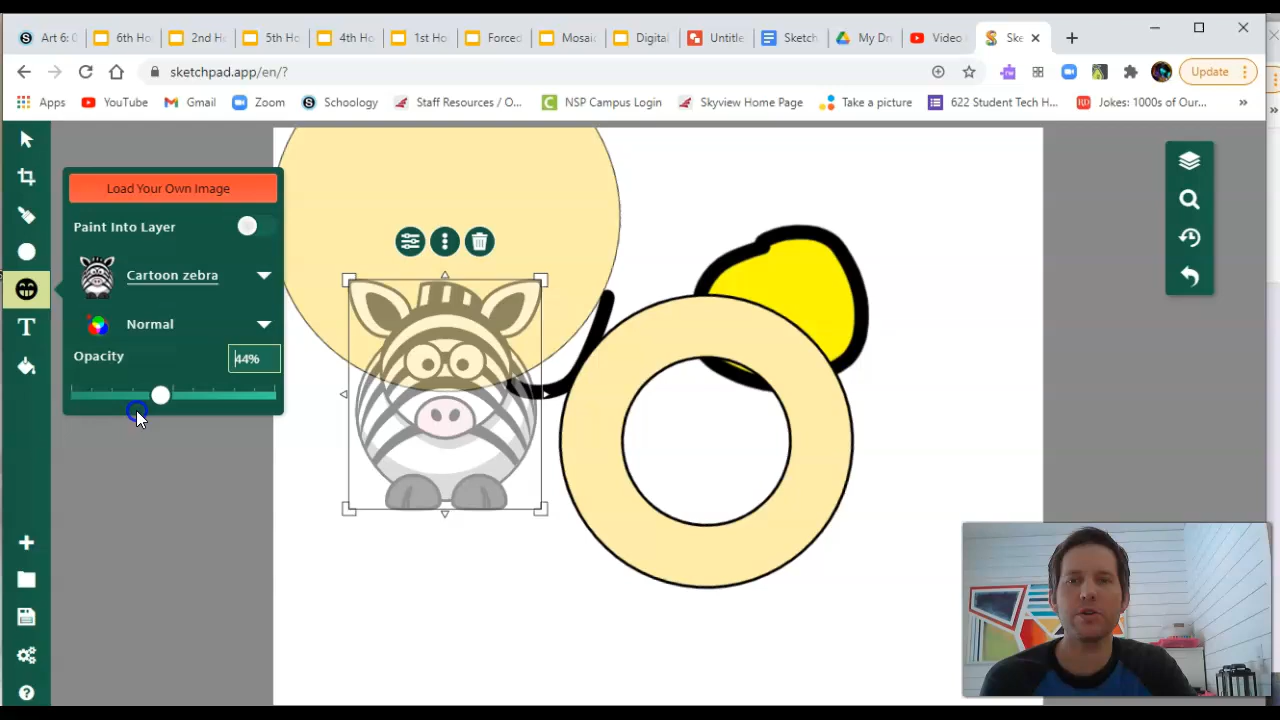 Art 6: 0
6th Ho
2nd Ho
5th Ho
4th Ho
1st Ho
Forced
Mosai
Digital
Untitle
Sketch
My Dri
Video
Ske
sketchpad.app/en/?
Update
Apps
YouTube
Gmail
Zoom
Schoology
Staff Resources / O...
NSP Campus Login
Skyview Home Page
Take a picture
622 Student Tech H...
Jokes: 1000s of Our...
Load Your Own Image
Paint Into Layer
Cartoon zebra
Normal
Opacity
44%
T